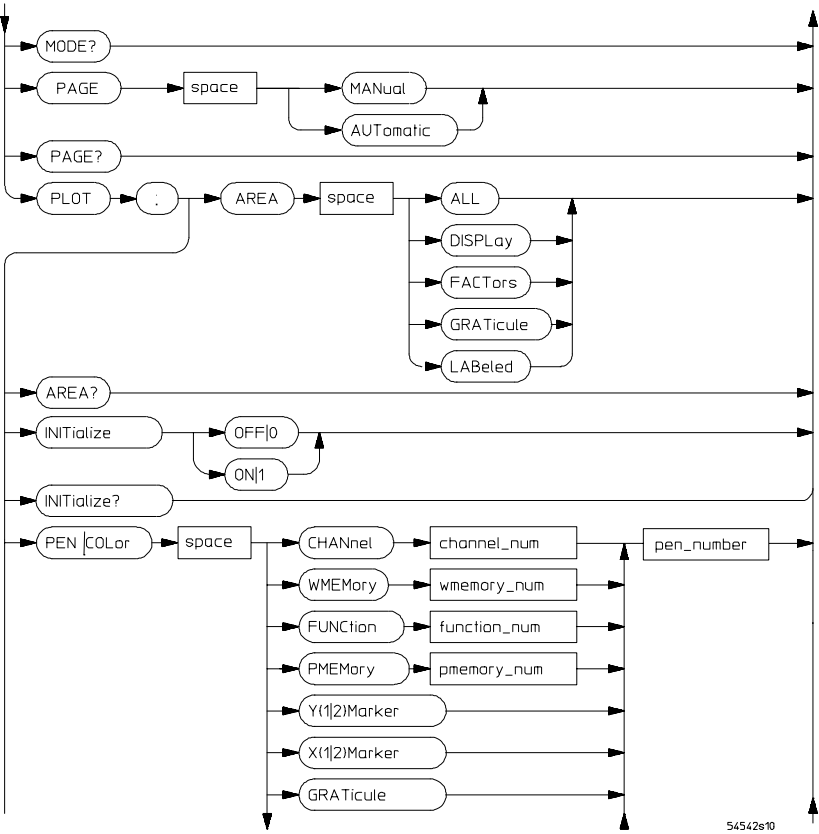 MODE?
PAGE space MANual
AUTomatic
PAGE?
PLOT : AREA space ALL
DISPLay
FACTors
GRATicule
LABeled
AREA?
INITialize OFF|0
ON|1
INITialize?
PEN |COLor space CHANnel channel_num pen_number
WMEMory wmemory_num
FUNCtion function_num
PMEMory pmemory_num
Y{1|2}Marker
X{1|2}Marker
GRATicule
54542s10